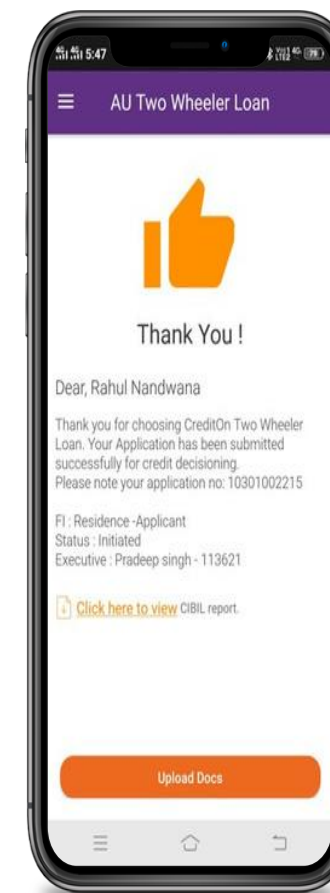 5:47
AU Two Wheeler Loan
Thank You !
Dear, Rahul Nandwana
Thank you for choosing CreditOn Two Wheeler
Loan. Your Application has been submitted
successfully for credit decisioning.
Please note your application no: 10301002215
FI : Residence -Applicant
Status : Initiated
Executive : Pradeep singh - 113621
Click here to view CIBIL report.
Upload Docs